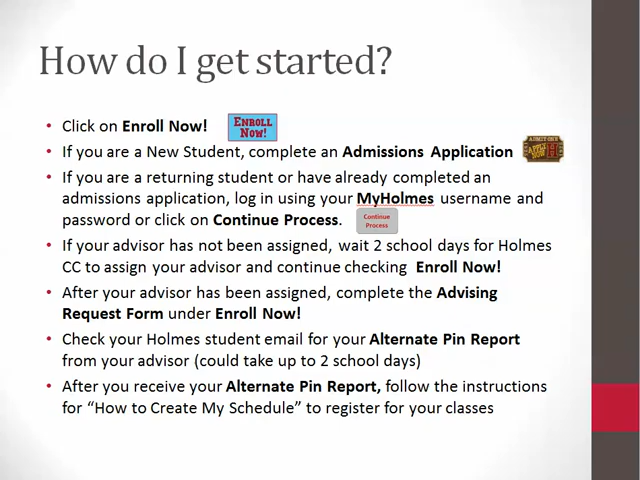 How do I get started?
• Click on Enroll Now!
ENROLL
NOW!
• If you are a New Student, complete an Admissions Application
ADMIT ONE
APPLY
NOW
H
• If you are a returning student or have already completed an
admissions application, log in using your MyHolmes username and
password or click on Continue Process.
Continue
Process
• If your advisor has not been assigned, wait 2 school days for Holmes
CC to assign your advisor and continue checking Enroll Now!
• After your advisor has been assigned, complete the Advising
Request Form under Enroll Now!
• Check your Holmes student email for your Alternate Pin Report
from your advisor (could take up to 2 school days)
• After you receive your Alternate Pin Report, follow the instructions
for “How to Create My Schedule” to register for your classes